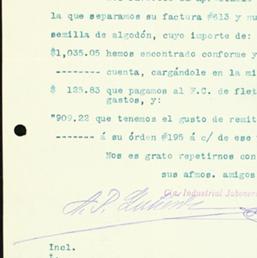 la que separamos su factura #613 y nu
semilla de algodón, cuyo importe de:
$1,035.05 hemos encontrado conforme y
-------- cuenta, cargándole en la mi
$ 125.83 que pagamos al F.C. de flet
gastos, y:
"909.22 que tenemos el gusto de remit
------- á su órden #195 á c/ de ese
Nos es grato repetirnos con
sus afmos. amigos
Cía Industrial Jabonera
Incl.